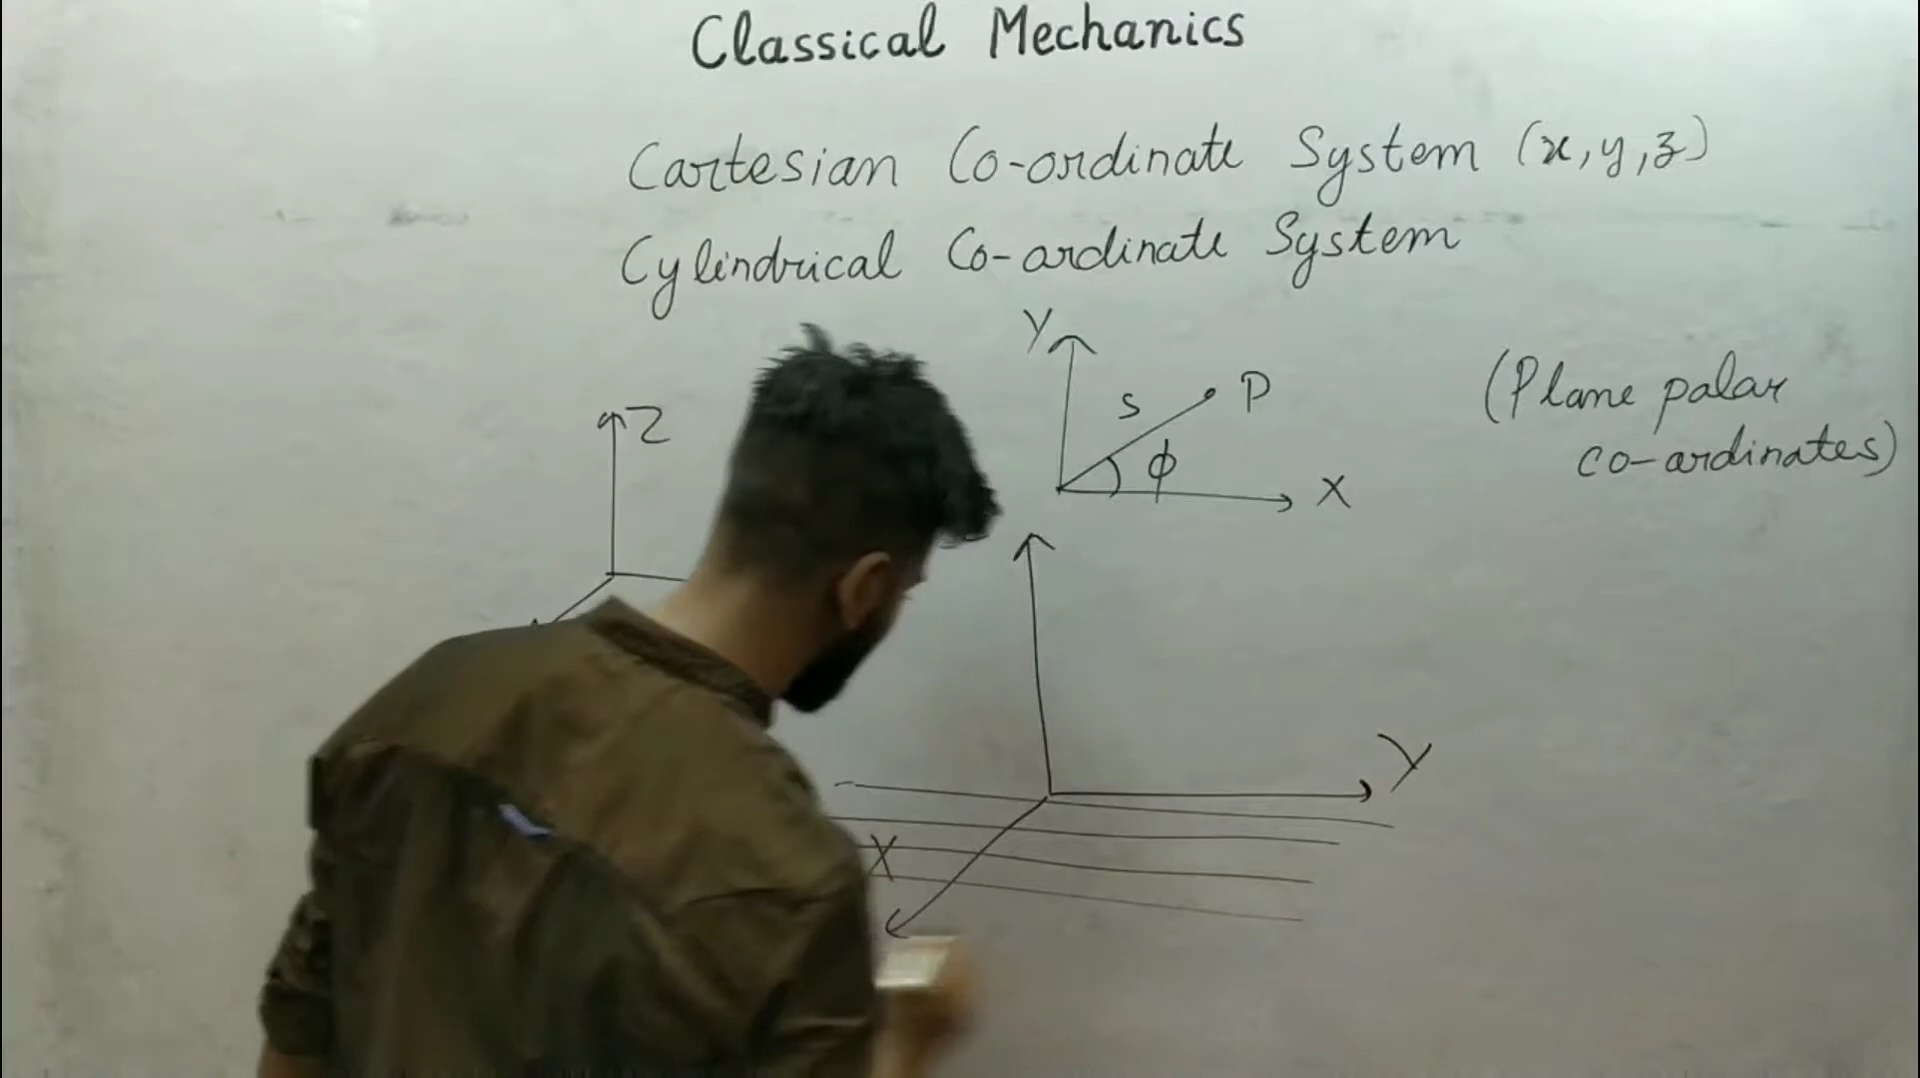 Classical Mechanics
Cartesian Co-ordinate System (x, y, z)
Cylindrical Co-ardinate System
Y
s
P
ϕ
X
(Plane palar
co-ardinates)
Z
Y
X